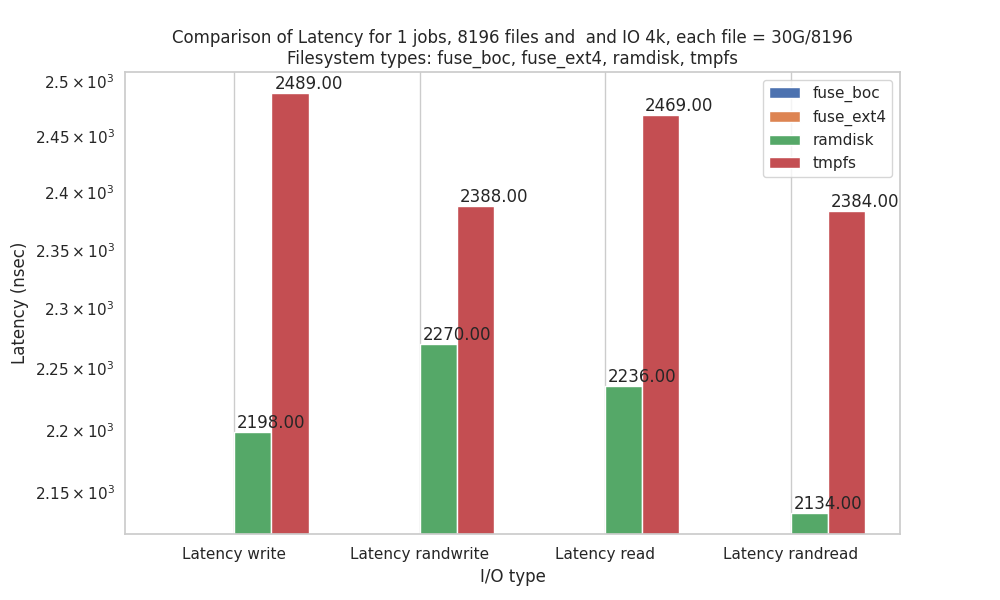 Comparison of Latency for 1 jobs, 8196 files and  and IO 4k, each file = 30G/8196
Filesystem types: fuse_boc, fuse_ext4, ramdisk, tmpfs
2.5 × 10³
2.45 × 10³
2.4 × 10³
2.35 × 10³
2.3 × 10³
2.25 × 10³
2.2 × 10³
2.15 × 10³
Latency (nsec)
2489.00
2469.00
2388.00
2384.00
2270.00
2236.00
2198.00
2134.00
fuse_boc
fuse_ext4
ramdisk
tmpfs
Latency write
Latency randwrite
Latency read
Latency randread
I/O type